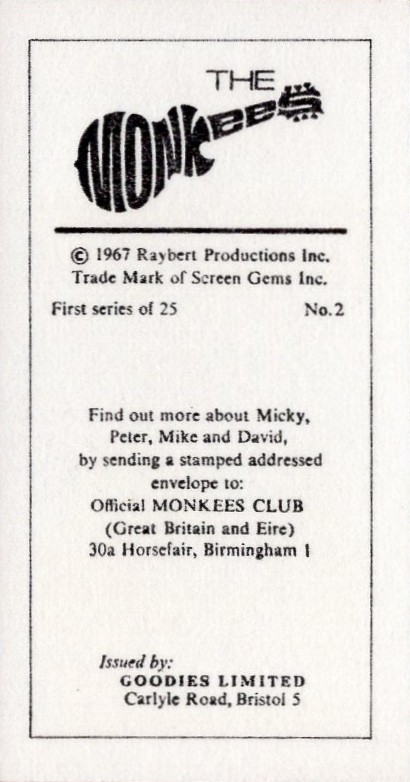 THE
MONKEES
© 1967 Raybert Productions Inc.
Trade Mark of Screen Gems Inc.
First series of 25 No.2
Find out more about Micky,
Peter, Mike and David,
by sending a stamped addressed
envelope to:
Official MONKEES CLUB
(Great Britain and Eire)
30a Horsefair, Birmingham 1
Issued by:
GOODIES LIMITED
Carlyle Road, Bristol 5